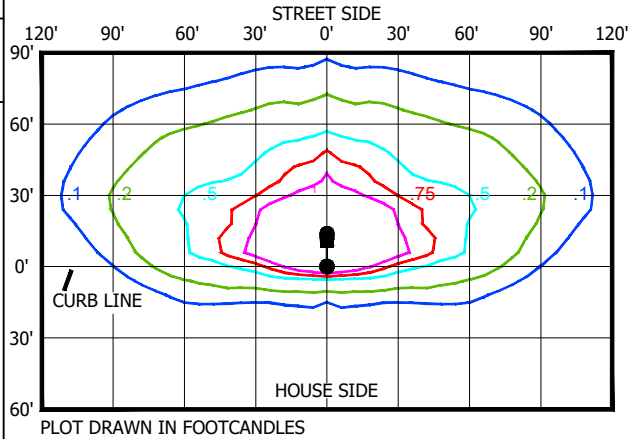 STREET SIDE
120' 90' 60' 30' 0' 30' 60' 90' 120'
90'
60'
30' .1 .2 .5 1 .75 .5 .2 .1
0'
CURB LINE
30'
HOUSE SIDE
60'
PLOT DRAWN IN FOOTCANDLES